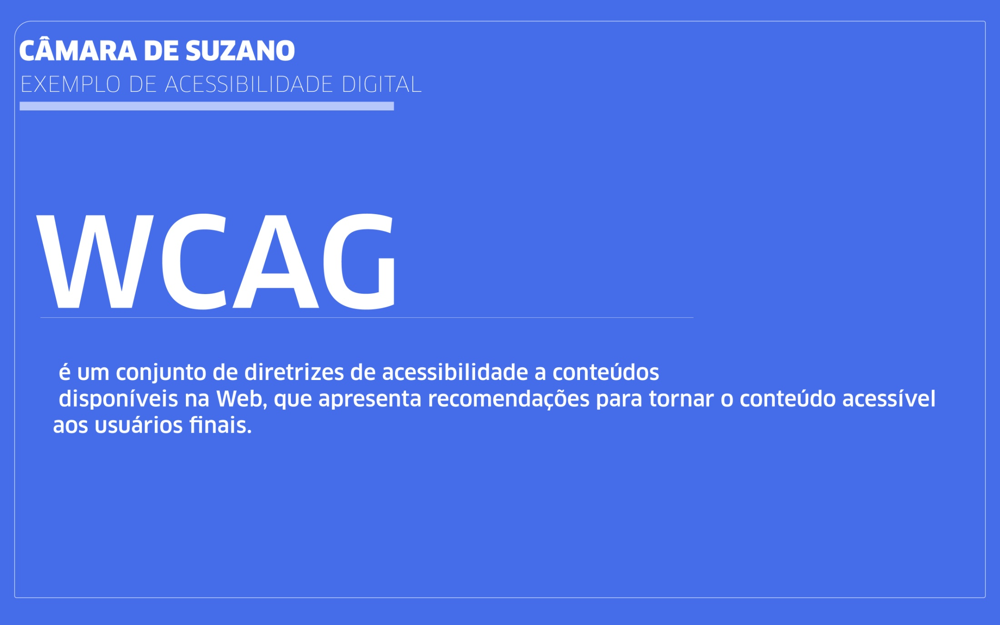 CÂMARA DE SUZANO
EXEMPLO DE ACESSIBILIDADE DIGITAL
WCAG
é um conjunto de diretrizes de acessibilidade a conteúdos
disponíveis na Web, que apresenta recomendações para tornar o conteúdo acessível
aos usuários finais.